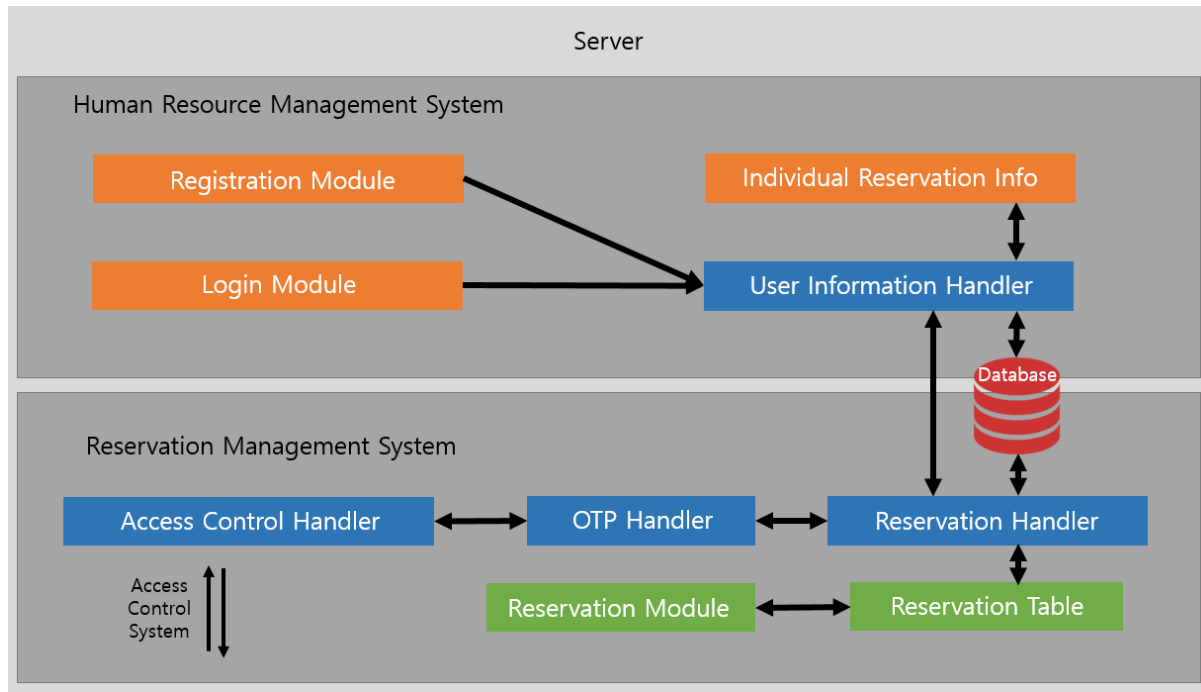 Server
Human Resource Management System
Registration Module
Individual Reservation Info
Login Module
User Information Handler
Database
Reservation Management System
Access Control Handler
OTP Handler
Reservation Handler
Access
Control
System
Reservation Module
Reservation Table